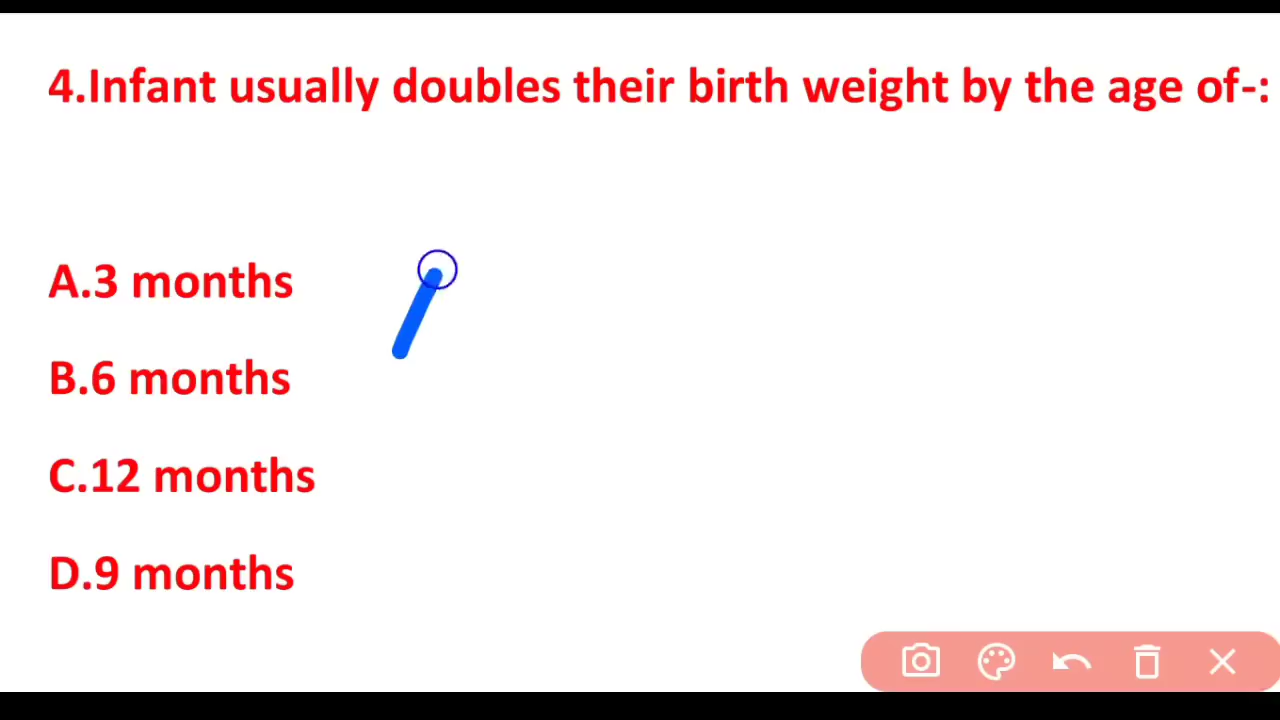 4.Infant usually doubles their birth weight by the age of-:
A.3 months
B.6 months
C.12 months
D.9 months